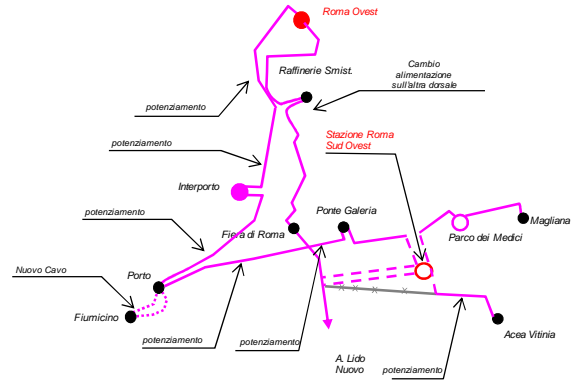 Roma Ovest
Raffinerie Smist.
Cambio
alimentazione
sull'altra dorsale
potenziamento
Stazione Roma
Sud Ovest
potenziamento
Interporto
Ponte Galeria
potenziamento
Magliana
Fiera di Roma
Parco dei Medici
Nuovo Cavo
Porto
Fiumicino
Acea Vitinia
potenziamento
potenziamento
A. Lido
Nuovo
potenziamento